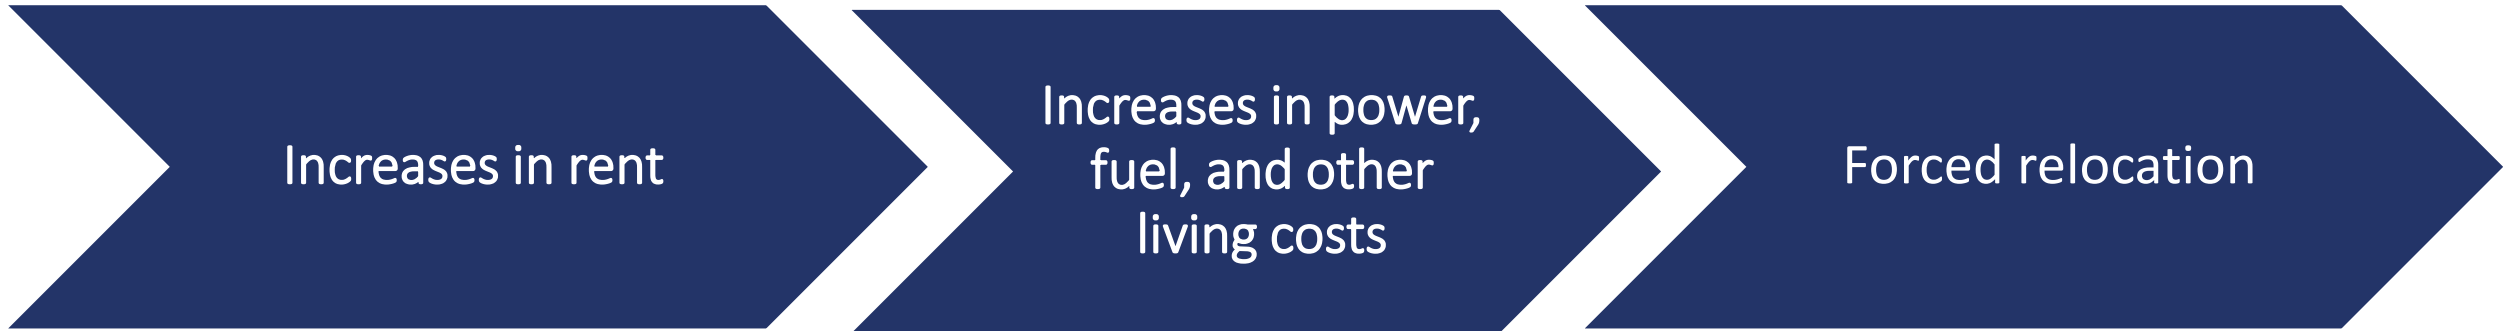 Increases in rent
Increases in power,
fuel, and other
living costs
Forced relocation